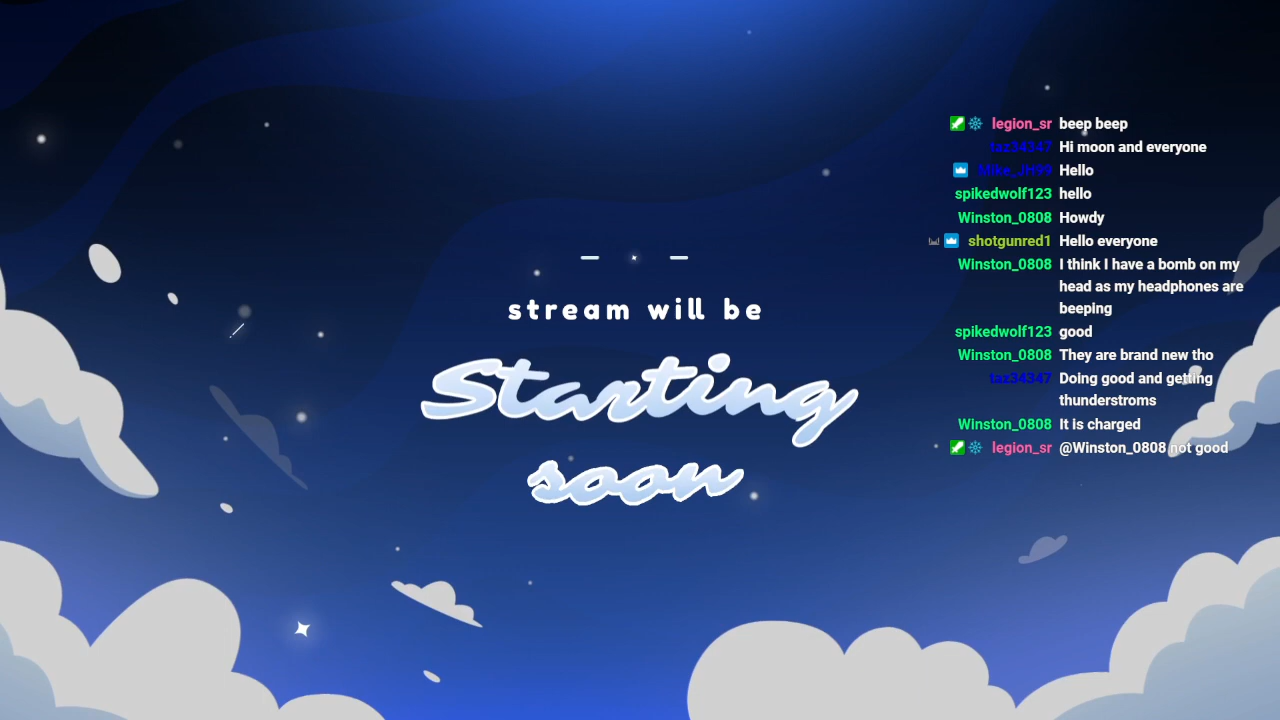 stream will be
Starting
soon
legion_sr beep beep
taz34347 Hi moon and everyone
Mike_JH99 Hello
spikedwolf123 hello
Winston_0808 Howdy
shotgunred1 Hello everyone
Winston_0808 I think I have a bomb on my
head as my headphones are
beeping
spikedwolf123 good
Winston_0808 They are brand new tho
taz34347 Doing good and getting
thunderstroms
Winston_0808 It is charged
legion_sr @Winston_0808 not good